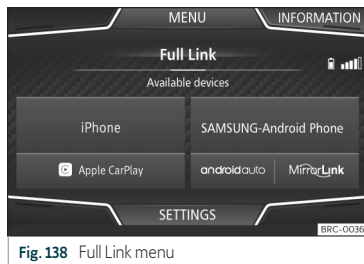 MENU INFORMATION
Full Link
Available devices
iPhone SAMSUNG-Android Phone
Apple CarPlay androidauto MirrorLink
SETTINGS
BRC-0036
Fig. 138 Full Link menu